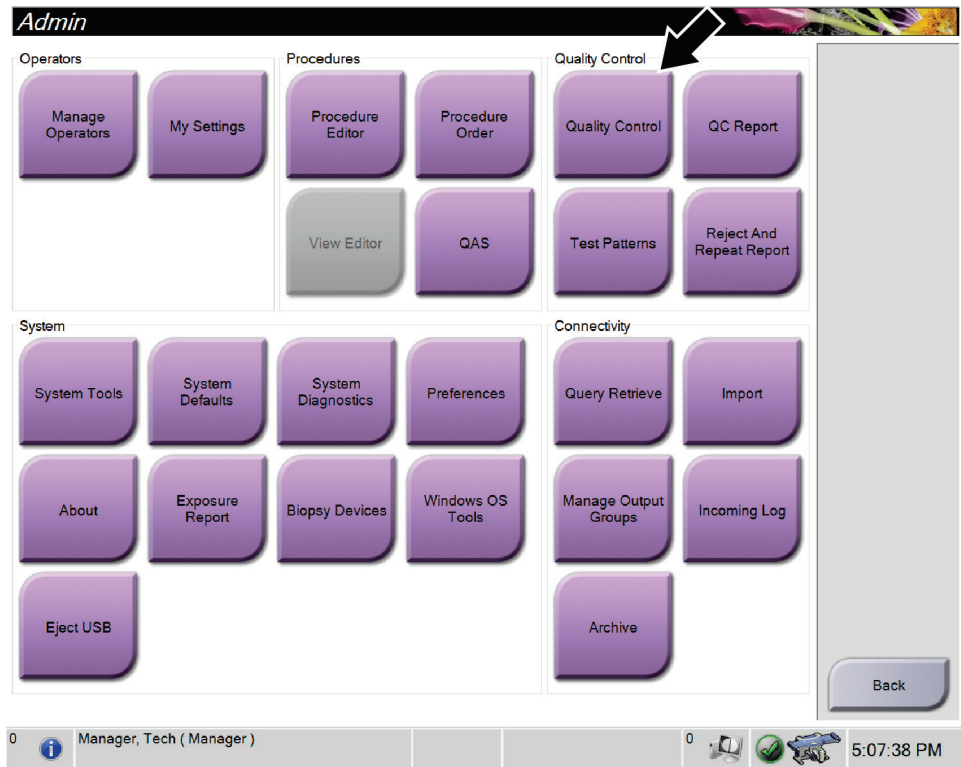 Admin
Operators
Procedures
Quality Control
Manage
Operators
My Settings
Procedure
Editor
Procedure
Order
Quality Control
QC Report
View Editor
QAS
Test Patterns
Reject And
Repeat Report
System
Connectivity
System Tools
System
Defaults
System
Diagnostics
Preferences
Query Retrieve
Import
About
Exposure
Report
Biopsy Devices
Windows OS
Tools
Manage Output
Groups
Incoming Log
Eject USB
Archive
Back
0
Manager, Tech ( Manager )
0
5:07:38 PM